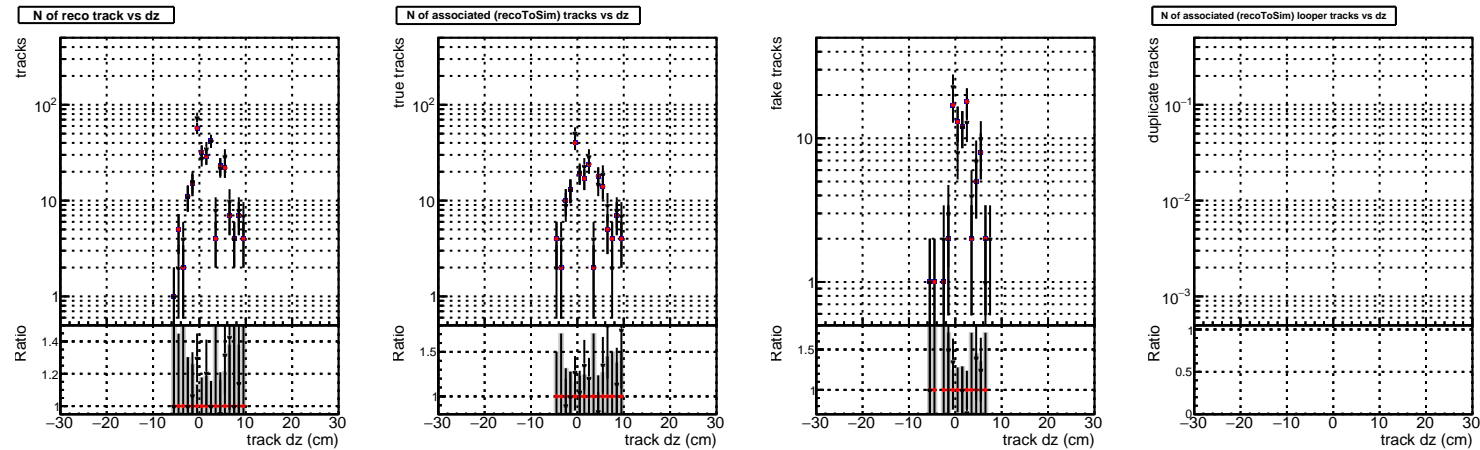 N of reco track vs dz
tracks
10²
10
1
Ratio
1.4
1.2
1
−30 −20 −10 0 10 20 30
track dz (cm)
N of associated (recoToSim) tracks vs dz
true tracks
10²
10
1
Ratio
1.5
1
−30 −20 −10 0 10 20 30
track dz (cm)
fake tracks
10
1
Ratio
1.5
1
−30 −20 −10 0 10 20 30
track dz (cm)
N of associated (recoToSim) looper tracks vs dz
duplicate tracks
10⁻¹
10⁻²
10⁻³
Ratio
1
0.5
0
−30 −20 −10 0 10 20 30
track dz (cm)